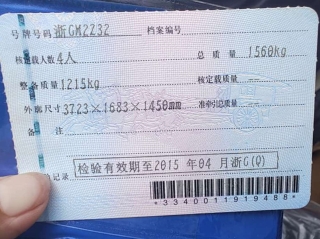 号牌号码 浙GM2232 档案编号
核定载人数 4人 总质量 1560kg
整备质量 1215kg 核定载质量 --
外廓尺寸 3723×1683×1450mm 准牵引总质量 --
备注
记录 检验有效期至2015年04月浙G(Q)
*3340011919488*